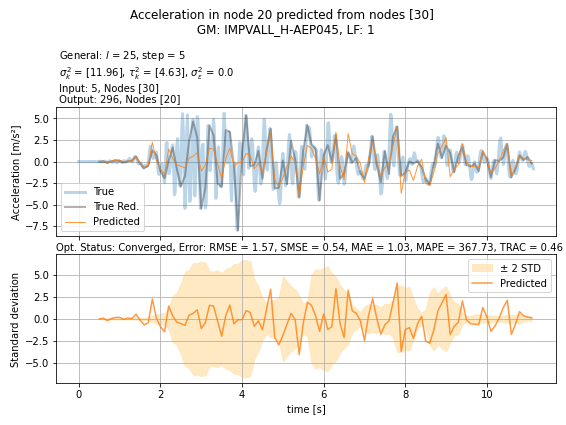 Acceleration in node 20 predicted from nodes [30]
GM: IMPVALL_H-AEP045, LF: 1
General: l = 25, step = 5
σ²ₖ = [11.96], τ²ₖ = [4.63], σ²ε = 0.0
Input: 5, Nodes [30]
Output: 296, Nodes [20]
Acceleration [m/s²]
5.0
2.5
0.0
−2.5
−5.0
−7.5
True
True Red.
Predicted
Opt. Status: Converged, Error: RMSE = 1.57, SMSE = 0.54, MAE = 1.03, MAPE = 367.73, TRAC = 0.46
Standard deviation
5.0
2.5
0.0
−2.5
−5.0
± 2 STD
Predicted
0 2 4 6 8 10
time [s]